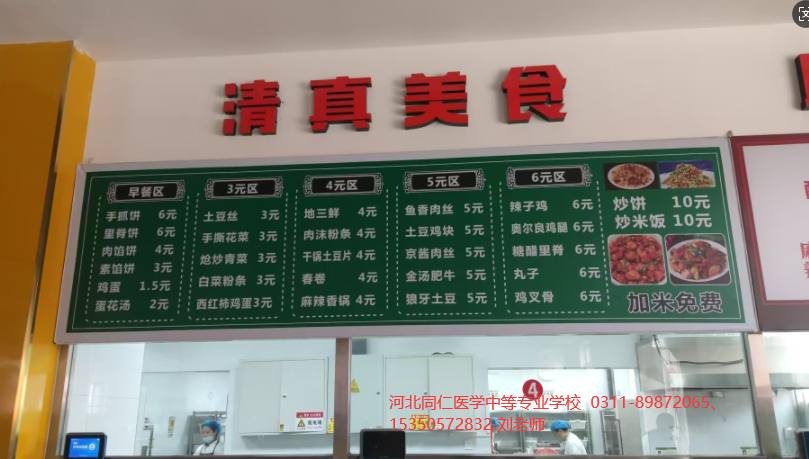 清真美食
早餐区
手抓饼 6元
里脊饼 6元
肉馅饼 4元
素馅饼 3元
鸡蛋 1.5元
蛋花汤 2元
3元区
土豆丝 3元
手撕花菜 3元
炝炒青菜 3元
白菜粉条 3元
西红柿鸡蛋3元
4元区
地三鲜 4元
肉沫粉条 4元
干锅土豆片 4元
春卷 4元
麻辣香锅 4元
5元区
鱼香肉丝 5元
土豆鸡块 5元
京酱肉丝 5元
金汤肥牛 5元
狼牙土豆 5元
6元区
辣子鸡 6元
奥尔良鸡腿 6元
糖醋里脊 6元
丸子 6元
鸡叉骨 6元
炒饼 10元
炒米饭 10元
加米免费
4
河北同仁医学中等专业学校 0311-89872065、
15350572832 刘老师